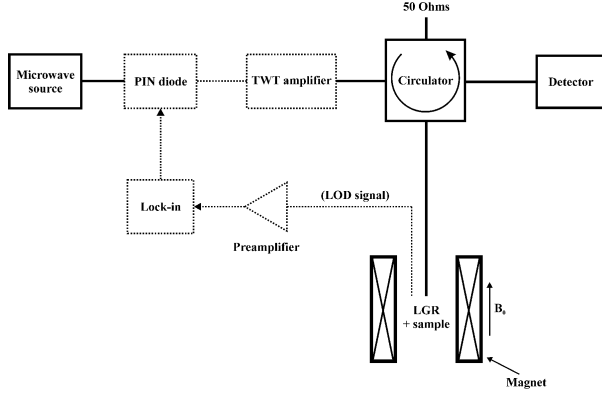 50 Ohms
Microwave
source
PIN diode
TWT amplifier
Circulator
Detector
Lock-in
(LOD signal)
Preamplifier
LGR
+ sample
B₀
Magnet